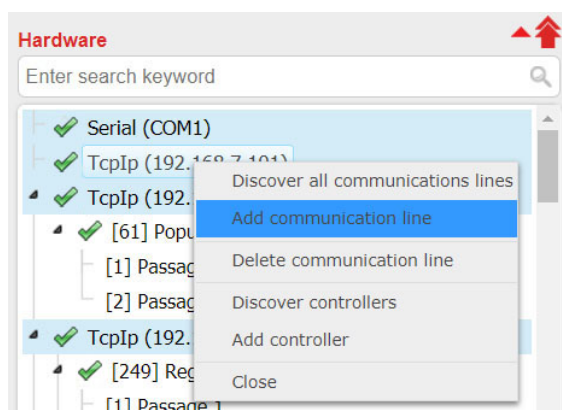 Hardware
Enter search keyword
Serial (COM1)
TcpIp (192.168.7.101)
Discover all communications lines
TcpIp (192.
Add communication line
[61] Popu
Delete communication line
[1] Passag
[2] Passag
Discover controllers
TcpIp (192.
Add controller
[249] Reg
Close
[1] Passage 1